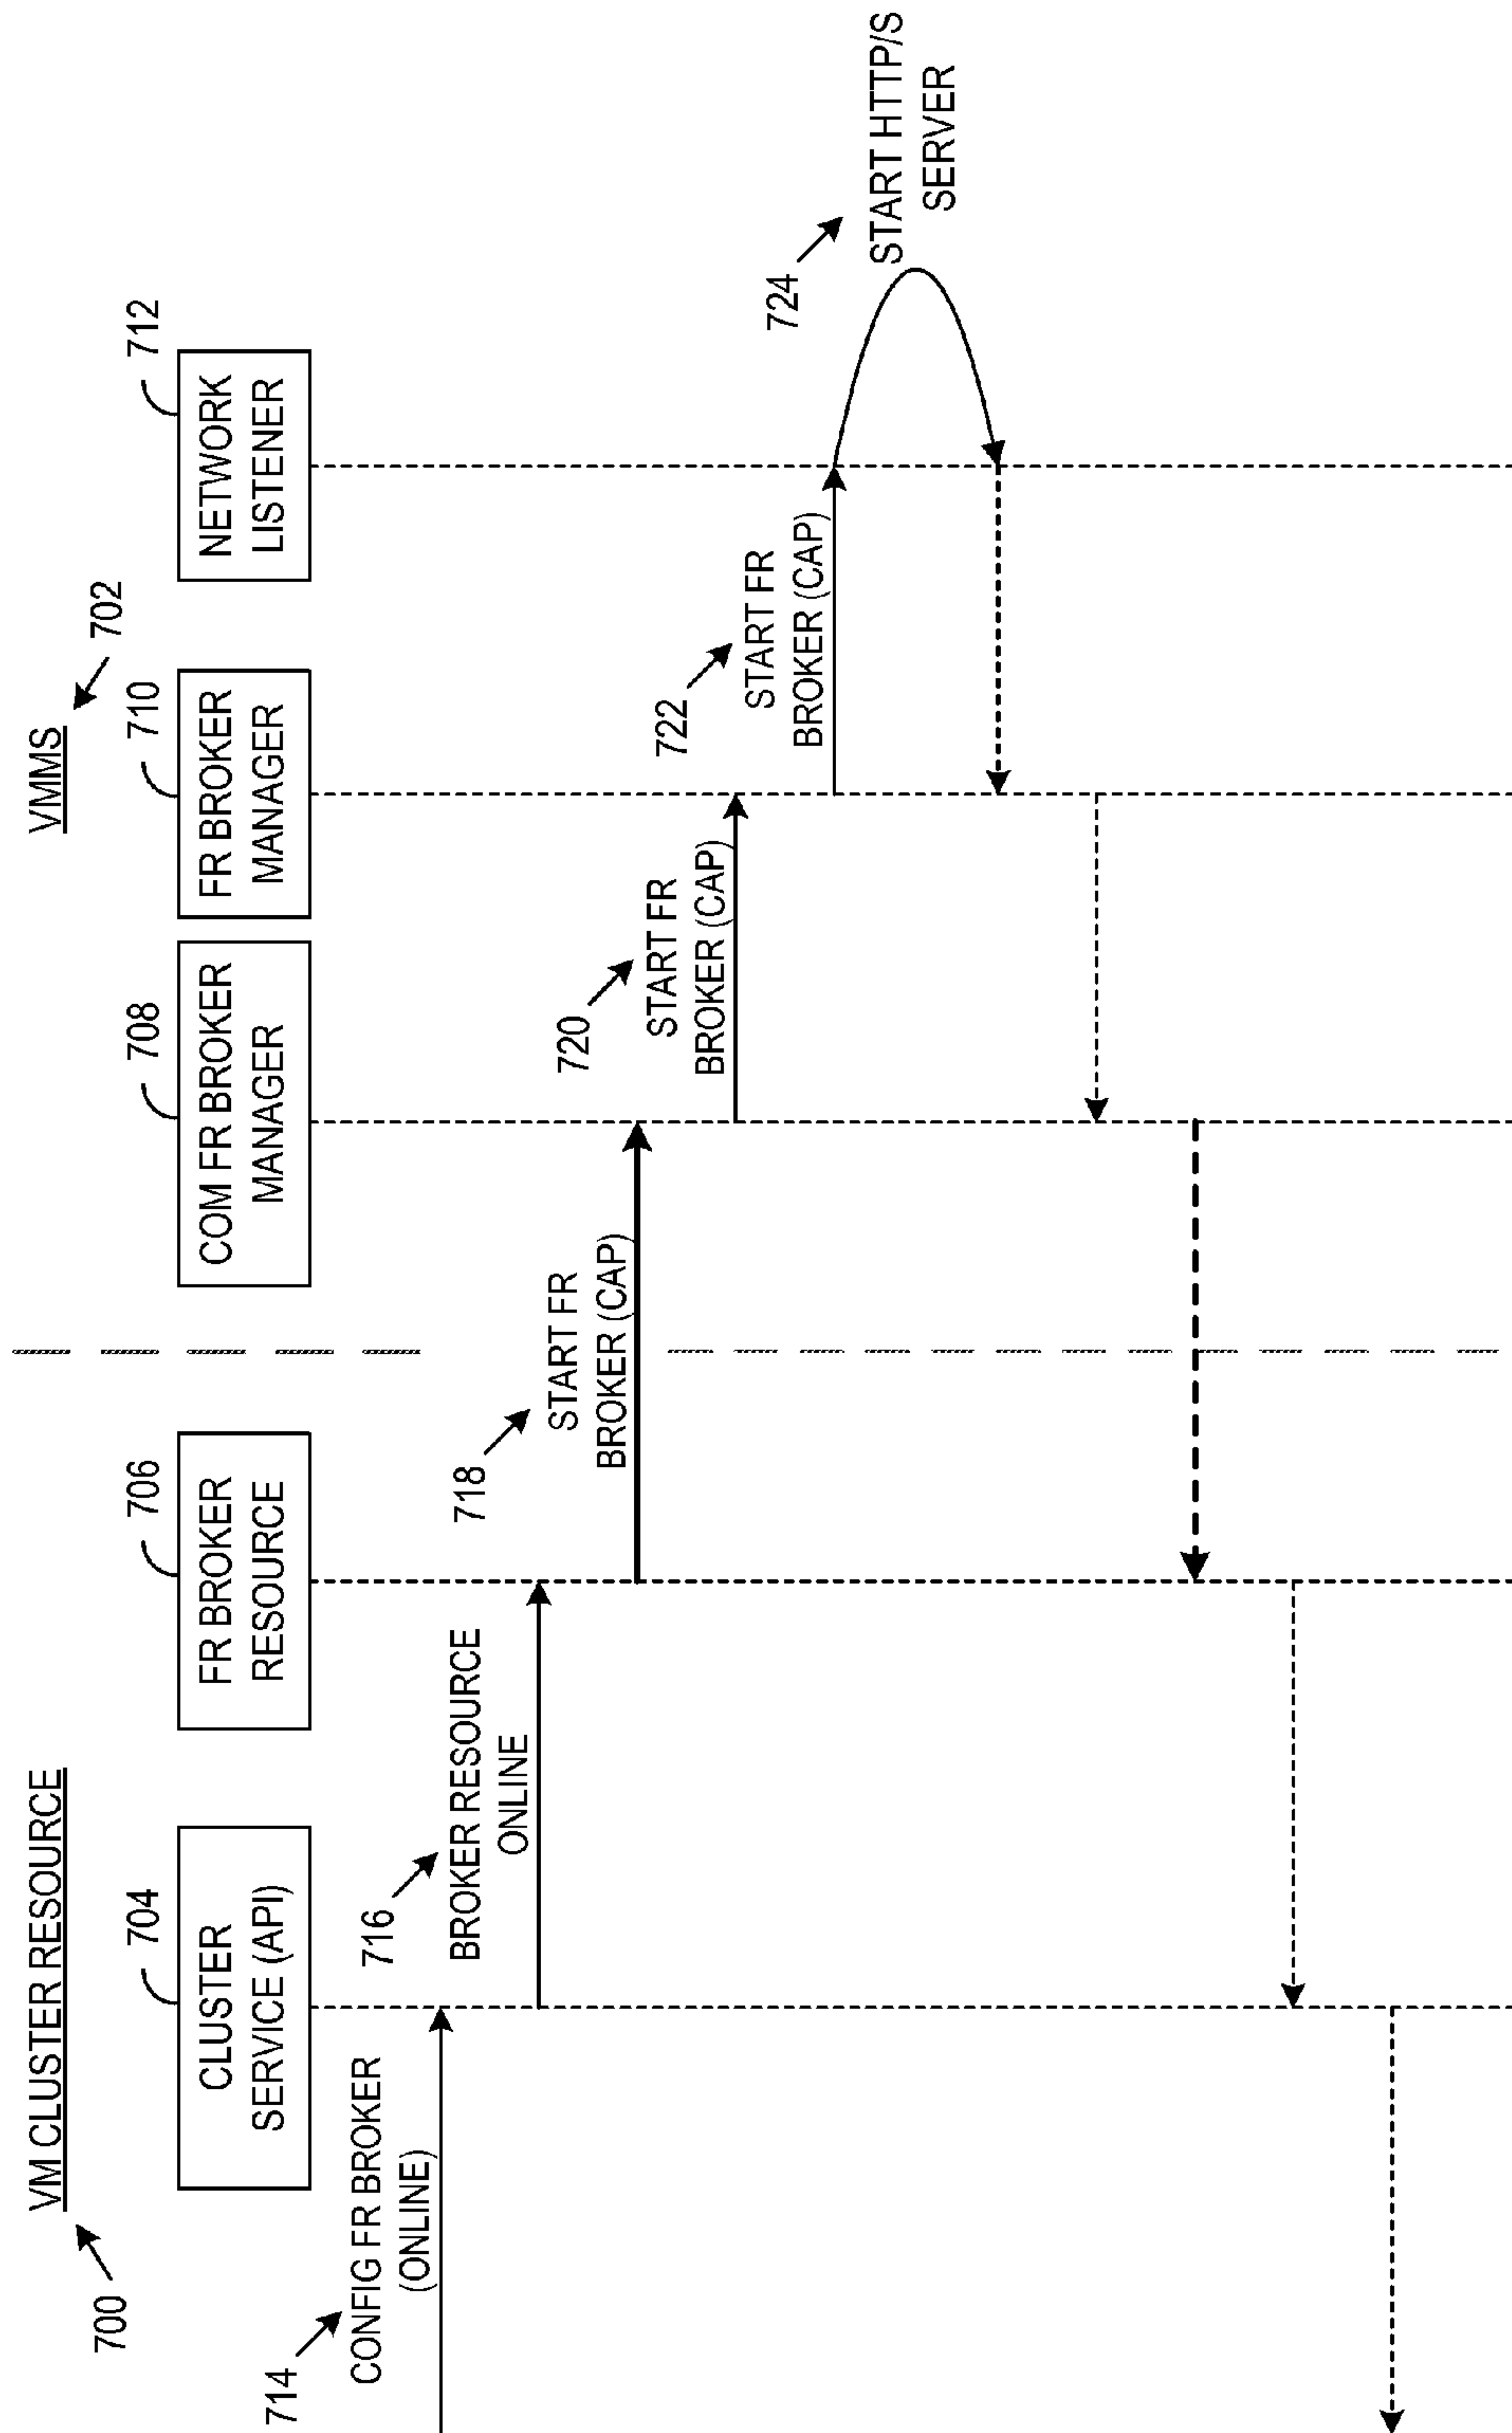 VM CLUSTER RESOURCE
700
VMMS
702
704
CLUSTER
SERVICE (API)
706
FR BROKER
RESOURCE
708
COM FR BROKER
MANAGER
710
FR BROKER
MANAGER
712
NETWORK
LISTENER
714
CONFIG FR BROKER
(ONLINE)
716
BROKER RESOURCE
ONLINE
718
START FR
BROKER (CAP)
720
START FR
BROKER (CAP)
722
START FR
BROKER (CAP)
724
START HTTP/S
SERVER